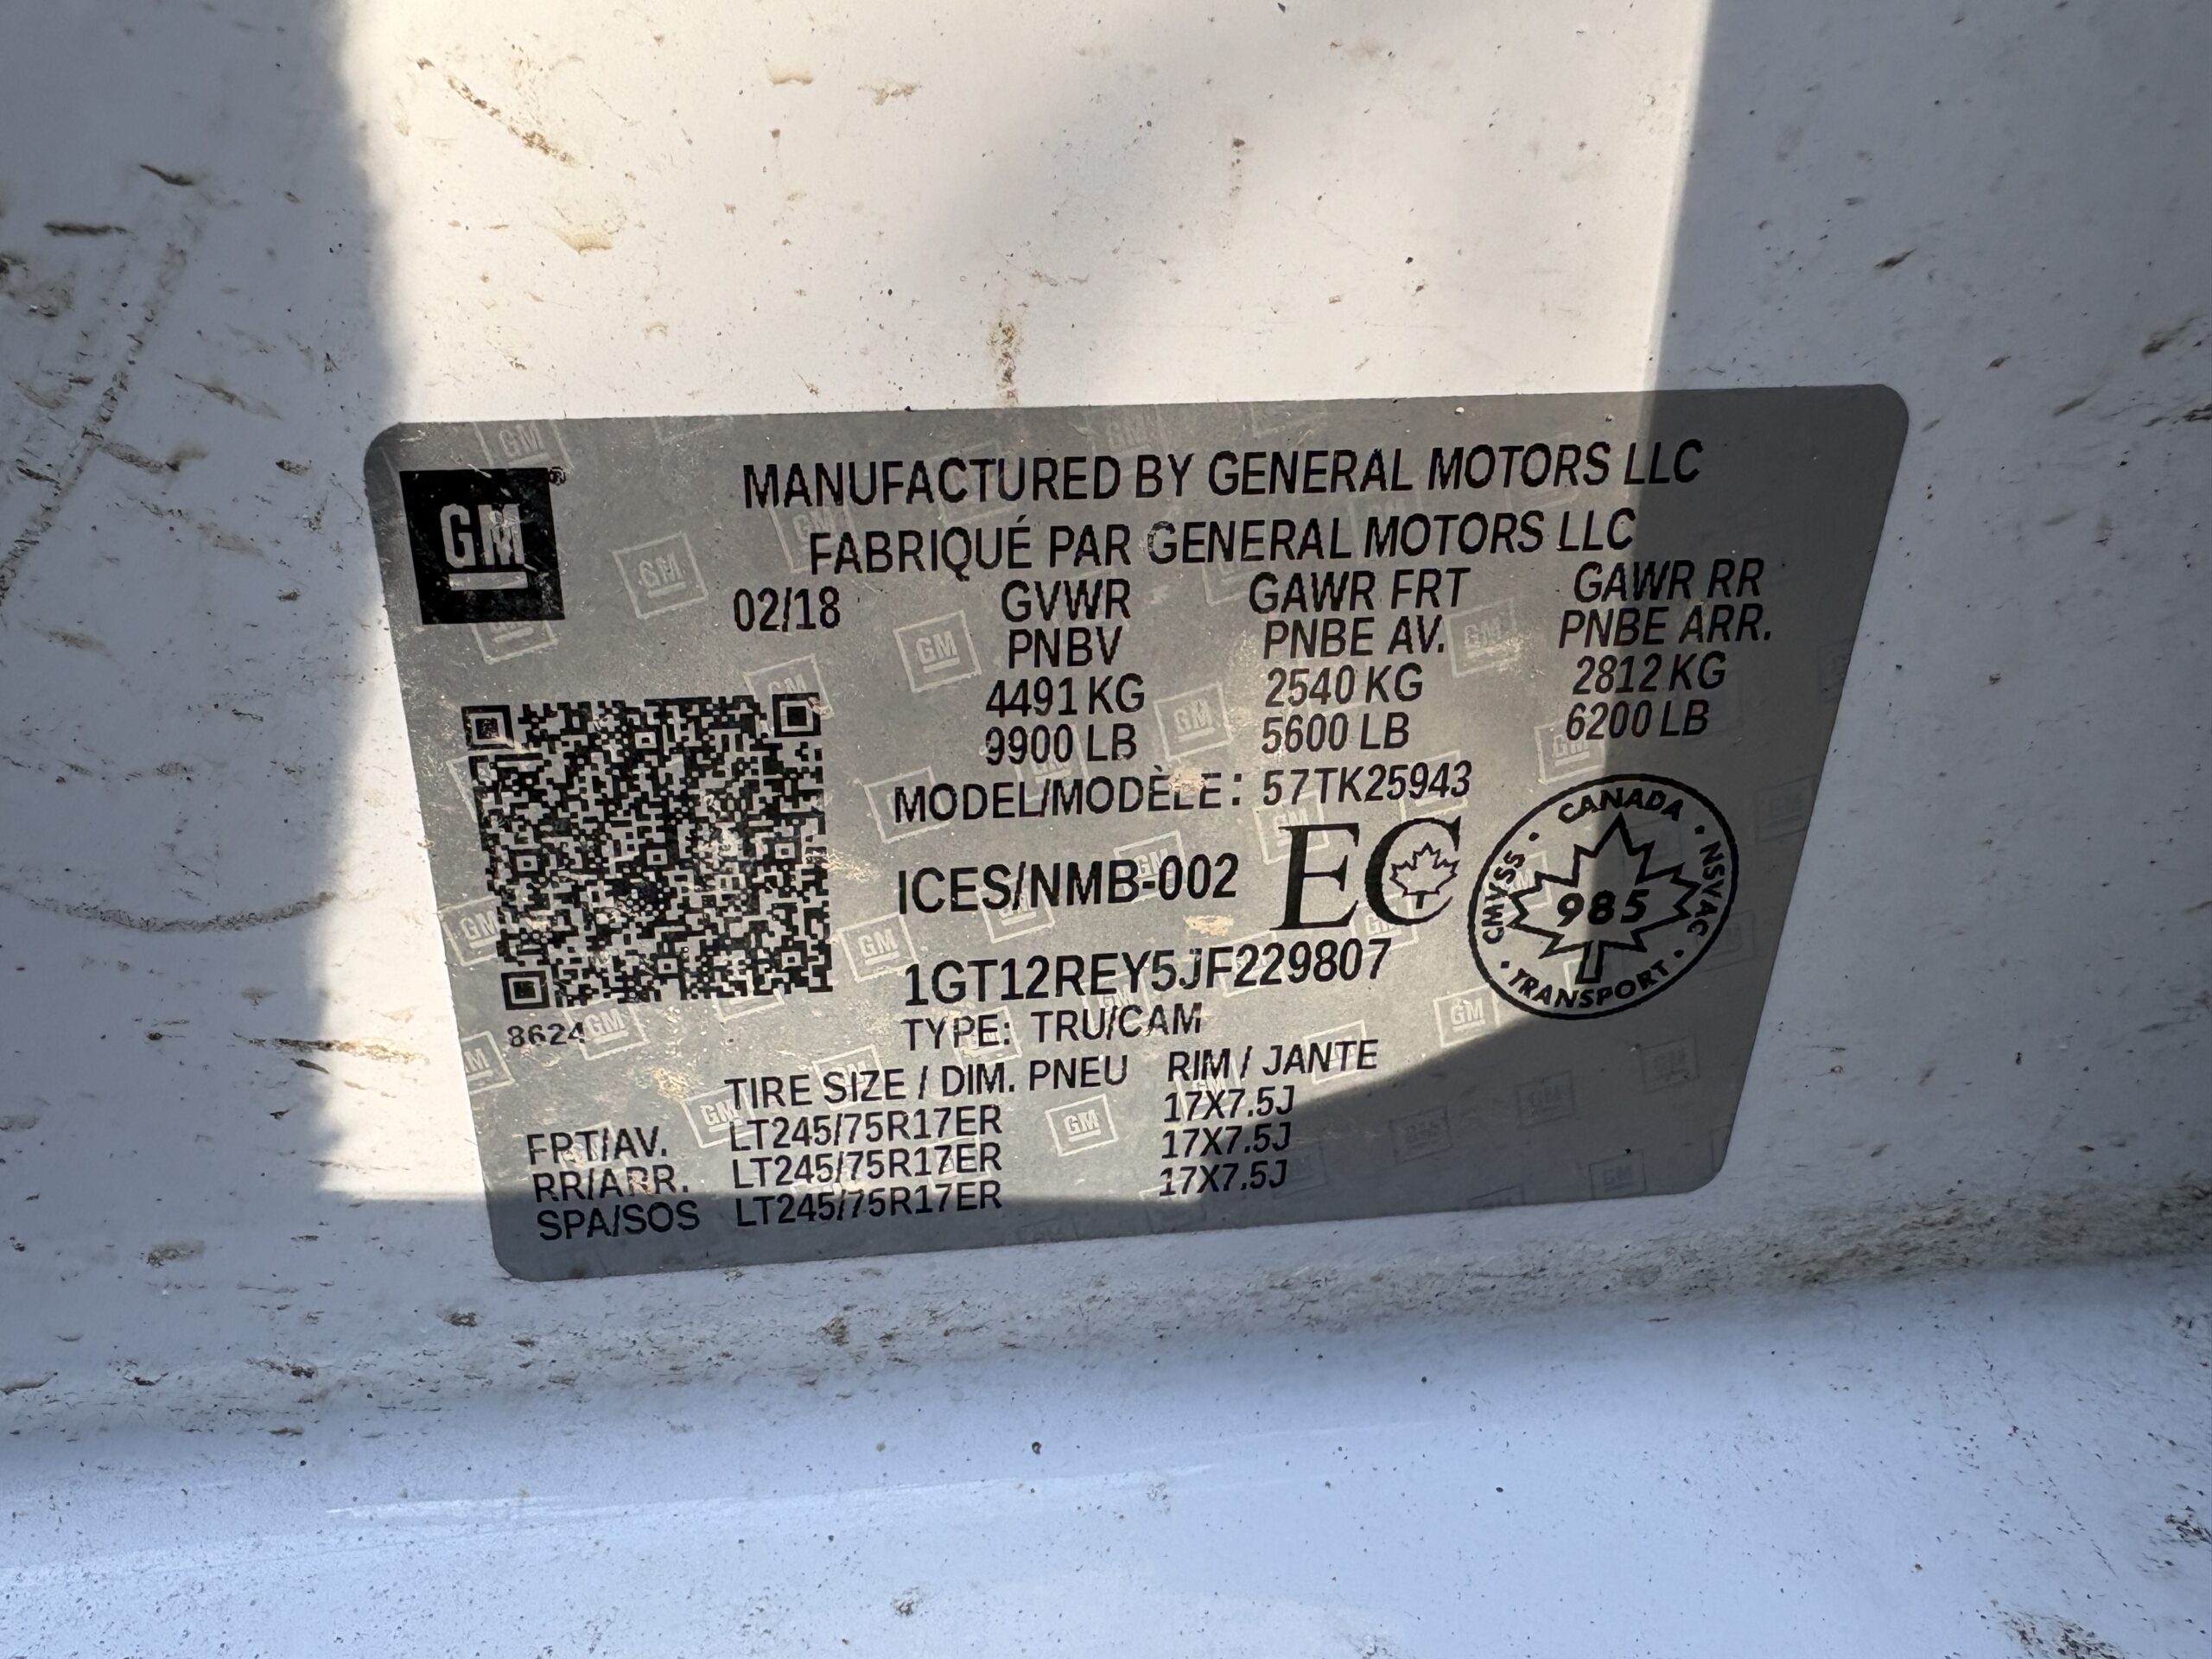 GM
MANUFACTURED BY GENERAL MOTORS LLC
FABRIQUÉ PAR GENERAL MOTORS LLC
02/18 GVWR GAWR FRT GAWR RR
PNBV PNBE AV. PNBE ARR.
4491 KG 2540 KG 2812 KG
9900 LB 5600 LB 6200 LB
MODEL/MODÈLE: 57TK25943
ICES/NMB-002 EC
CANADA • NSVAC • TRANSPORT • CMVSS •
985
1GT12REY5JF229807
8624
TYPE: TRU/CAM
TIRE SIZE / DIM. PNEU RIM / JANTE
FRT/AV. LT245/75R17ER 17X7.5J
RR/ARR. LT245/75R17ER 17X7.5J
SPA/SOS LT245/75R17ER 17X7.5J